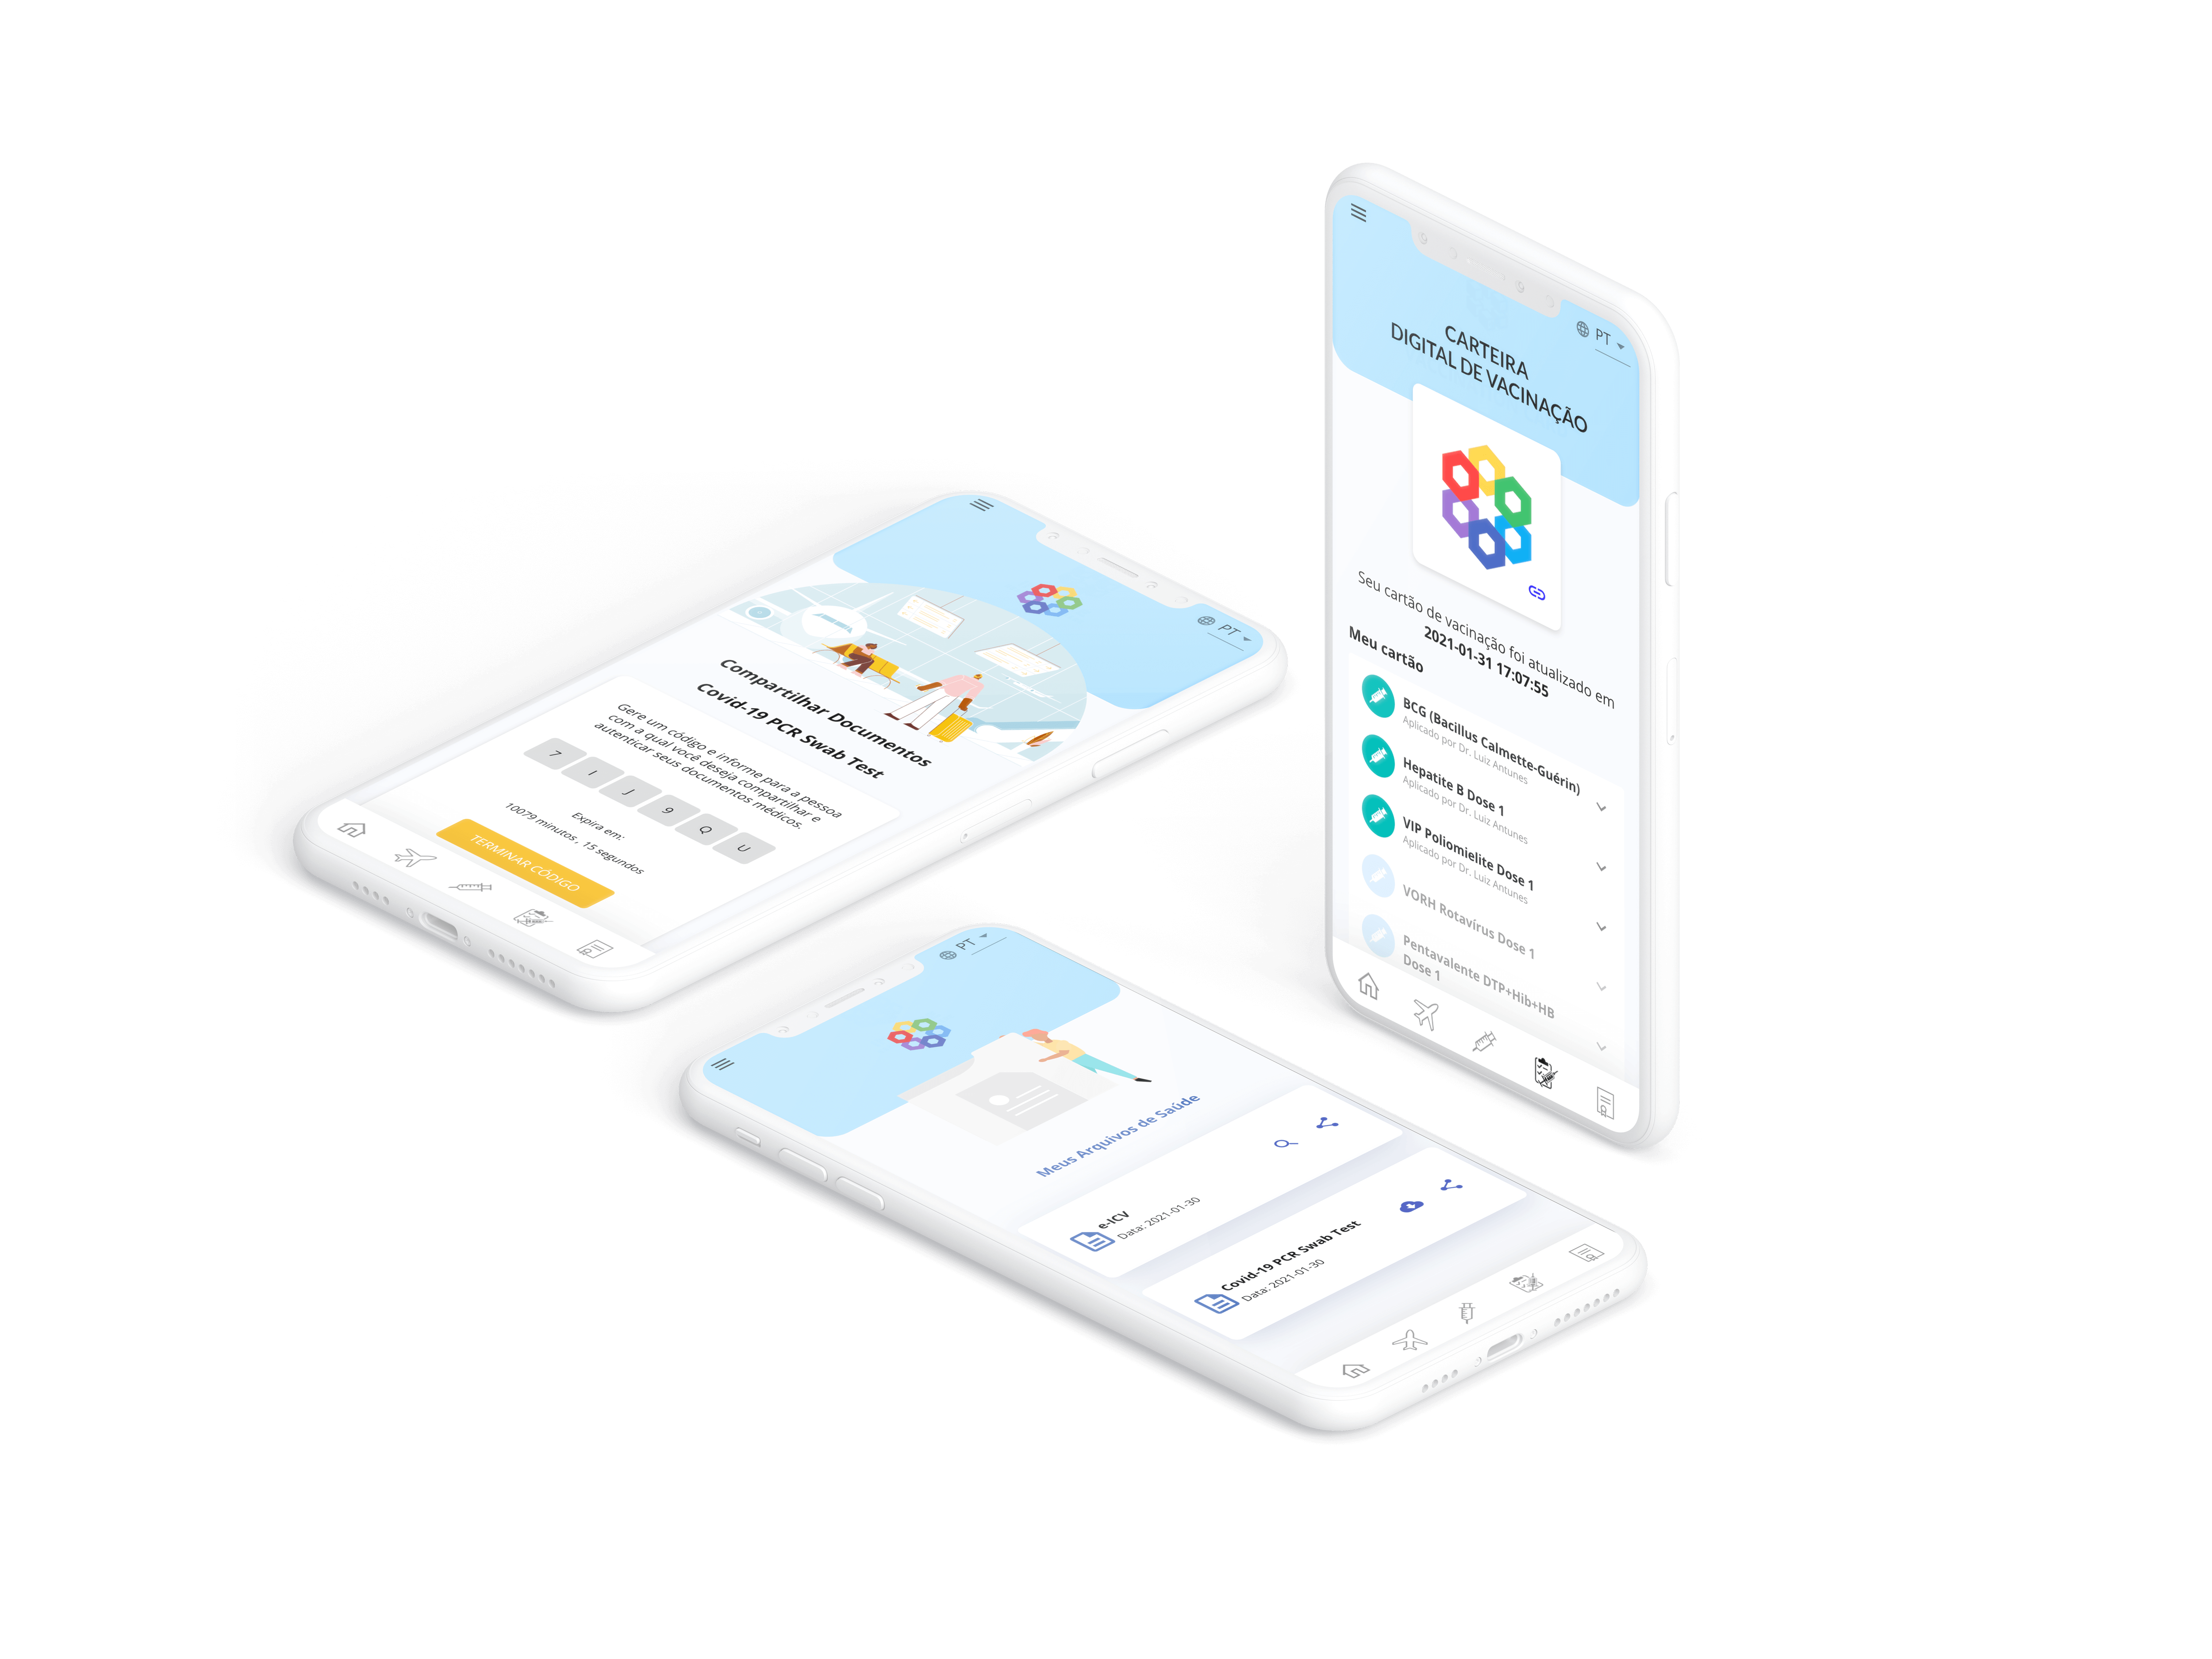 PT
Compartilhar Documentos
Covid-19 PCR Swab Test
Gere um código e informe para a pessoa
com a qual você deseja compartilhar e
autenticar seus documentos médicos.
7 I J 9 Q U
Expira em:
10079 minutos , 15 segundos
TERMINAR CÓDIGO
PT
CARTEIRA
DIGITAL DE VACINAÇÃO
Seu cartão de vacinação foi atualizado em
2021-01-31 17:07:55
Meu cartão
BCG (Bacillus Calmette-Guérin)
Aplicado por Dr. Luiz Antunes
Hepatite B Dose 1
Aplicado por Dr. Luiz Antunes
VIP Poliomielite Dose 1
Aplicado por Dr. Luiz Antunes
VORH Rotavírus Dose 1
Pentavalente DTP+Hib+HB
Dose 1
PT
Meus Arquivos de Saúde
e-ICV
Data: 2021-01-30
Covid-19 PCR Swab Test
Data: 2021-01-30